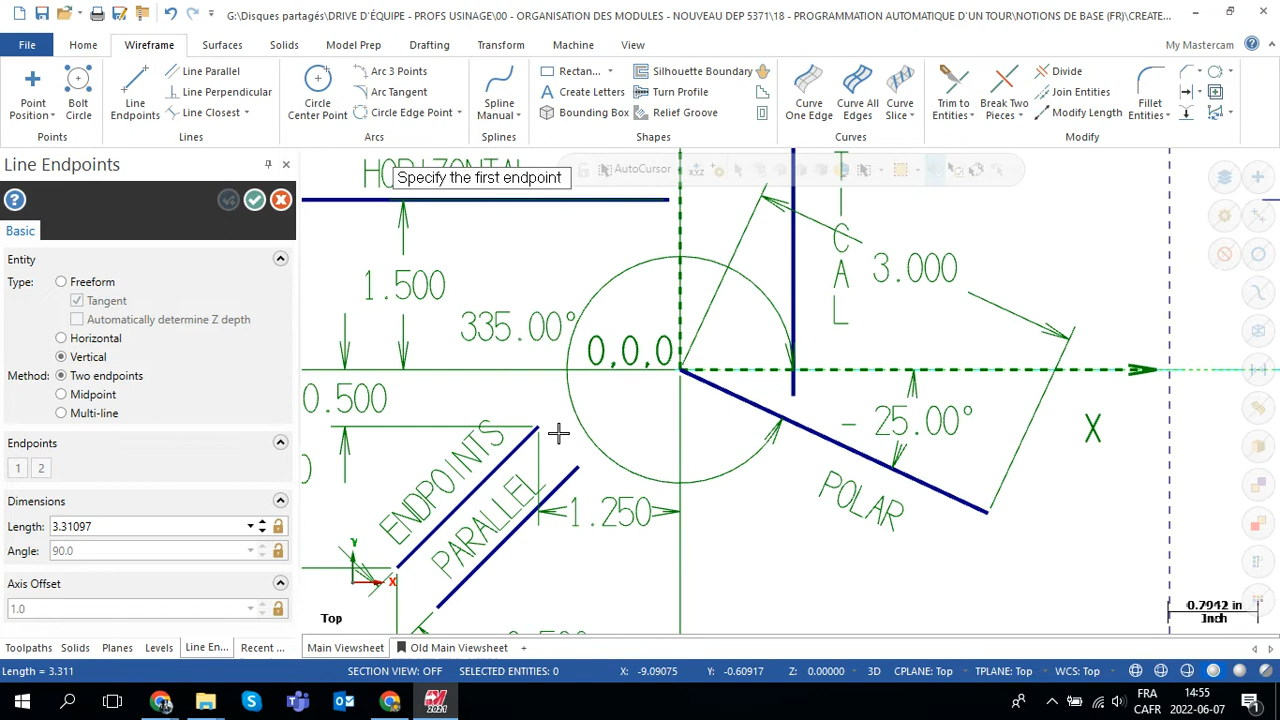 G:\Disques partagés\DRIVE D'ÉQUIPE - PROFS USINAGE\00 - ORGANISATION DES MODULES - NOUVEAU DEP 5371\18 - PROGRAMMATION AUTOMATIQUE D'UN TOUR\NOTIONS DE BASE (FR)\CREATE...
File Home Wireframe Surfaces Solids Model Prep Drafting Transform Machine View My Mastercam
Point Position
Bolt Circle
Points
Line Endpoints
Line Parallel
Line Perpendicular
Line Closest
Lines
Circle Center Point
Arc 3 Points
Arc Tangent
Circle Edge Point
Arcs
Spline Manual
Splines
Rectan...
Create Letters
Bounding Box
Silhouette Boundary
Turn Profile
Relief Groove
Shapes
Curve One Edge
Curve All Edges
Curve Slice
Curves
Trim to Entities
Break Two Pieces
Divide
Join Entities
Modify Length
Fillet Entities
Modify
Line Endpoints
Basic
Entity
Type: Freeform
Tangent
Automatically determine Z depth
Horizontal
Vertical
Method: Two endpoints
Midpoint
Multi-line
Endpoints
1 2
Dimensions
Length: 3.31097
Angle: 90.0
Axis Offset
1.0
Toolpaths Solids Planes Levels Line En... Recent ...
HORIZONTAL
Specify the first endpoint
AutoCursor
XYZ
TICAL
3.000
1.500
335.00°
0,0,0
0.500
- 25.00°
X
ENDPOINTS
PARALLEL
1.250
POLAR
Y
X
Top
0.7942 in
Inch
Main Viewsheet Old Main Viewsheet +
Length = 3.311 SECTION VIEW: OFF SELECTED ENTITIES: 0 X: -9.09075 Y: -0.60917 Z: 0.00000 3D CPLANE: Top TPLANE: Top WCS: Top
2021
FRA
CAFR
14:55
2022-06-07
1